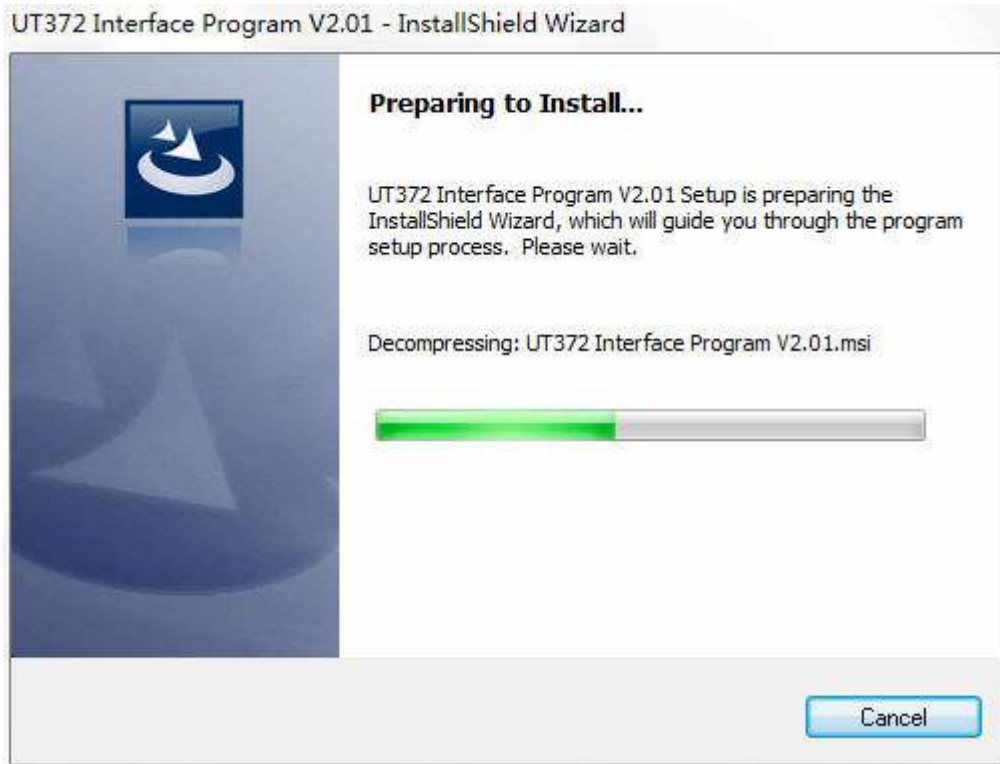 UT372 Interface Program V2.01 - InstallShield Wizard
Preparing to Install...
UT372 Interface Program V2.01 Setup is preparing the
InstallShield Wizard, which will guide you through the program
setup process. Please wait.
Decompressing: UT372 Interface Program V2.01.msi
Cancel